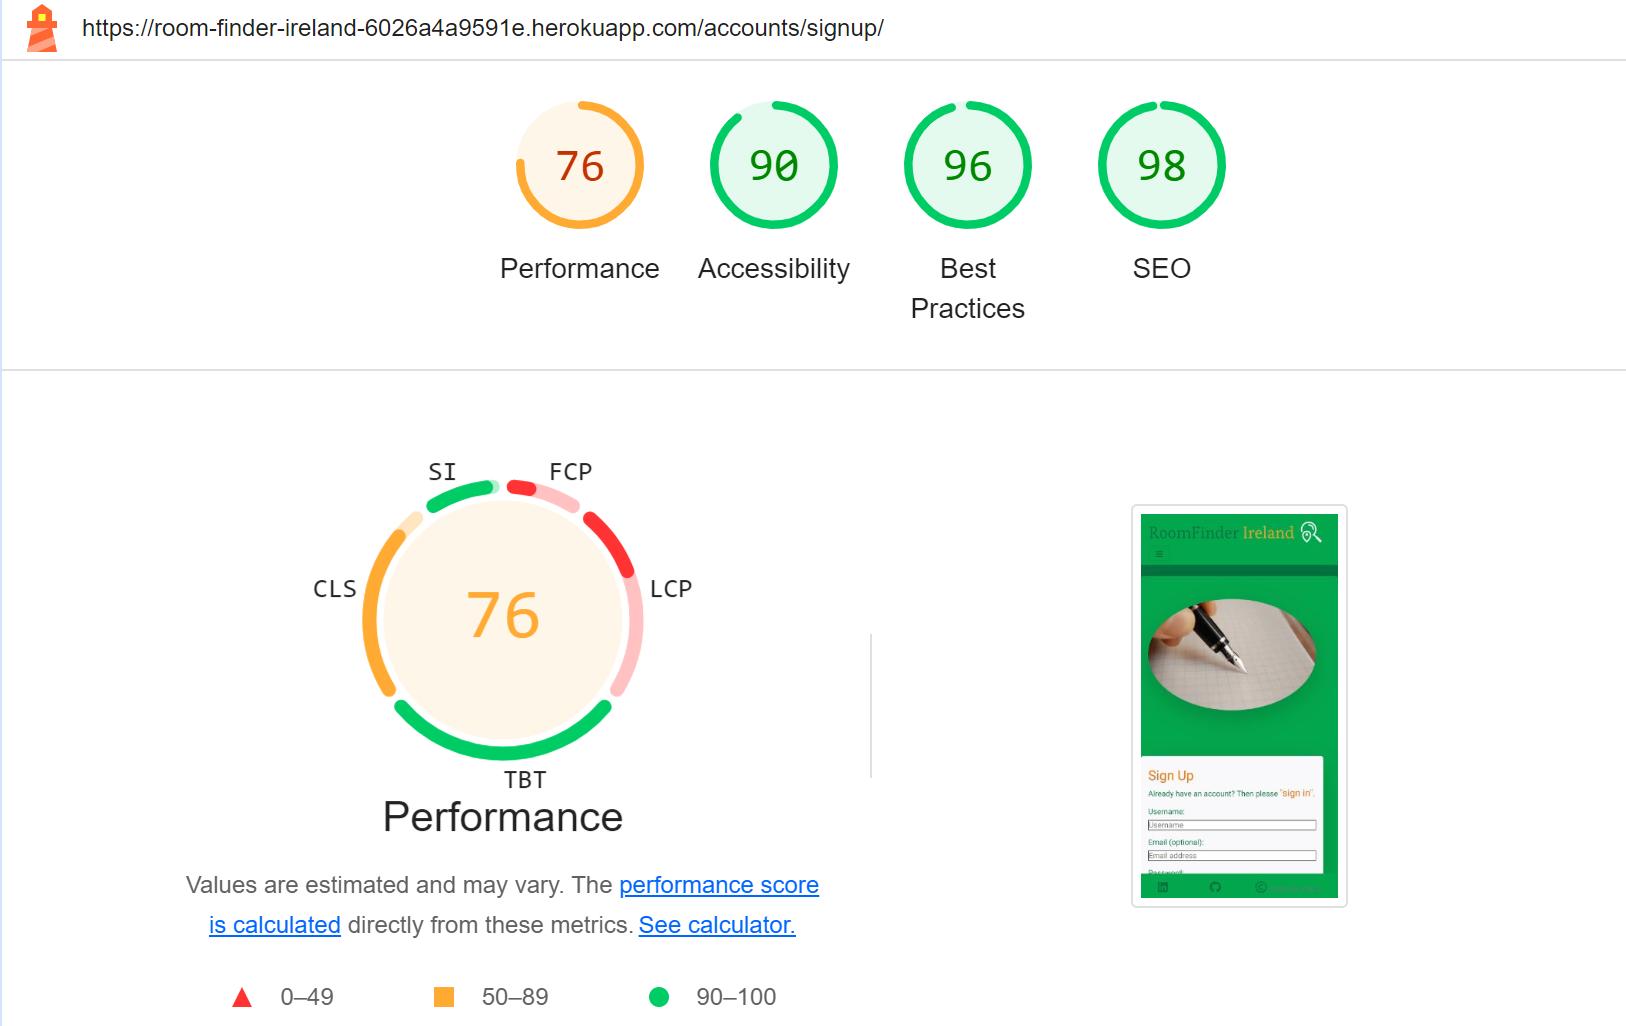 https://room-finder-ireland-6026a4a9591e.herokuapp.com/accounts/signup/
76
90
96
98
Performance
Accessibility
Best
Practices
SEO
SI
FCP
CLS
LCP
76
TBT
Performance
Values are estimated and may vary. The performance score
is calculated directly from these metrics. See calculator.
0–49
50–89
90–100
RoomFinder Ireland
Sign Up
Already have an account? Then please "sign in".
Username:
Username
Email (optional):
Email address
Password: